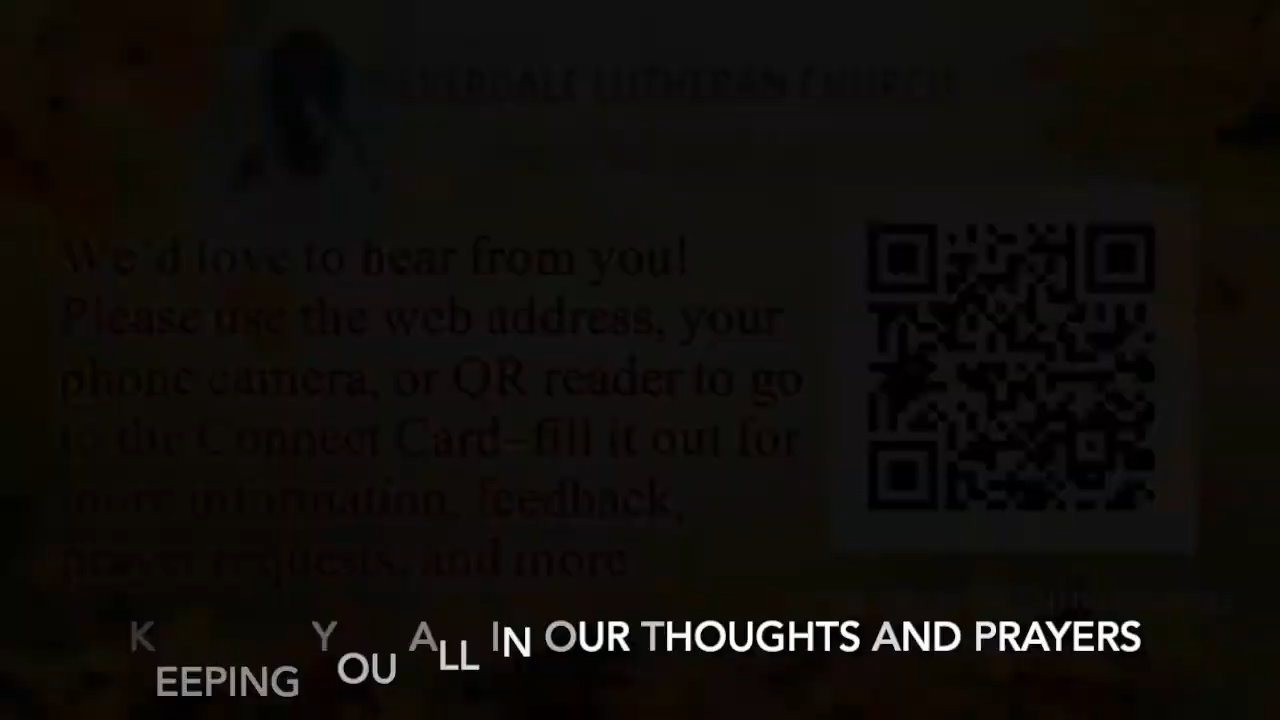 LUTHERAN CHURCH
We'd love to hear from you!
Please use the web address, your
phone camera, or QR reader to go
to the Connect Card–fill it out for
more information, feedback,
prayer requests, and more
KEEPING YOU ALL IN OUR THOUGHTS AND PRAYERS